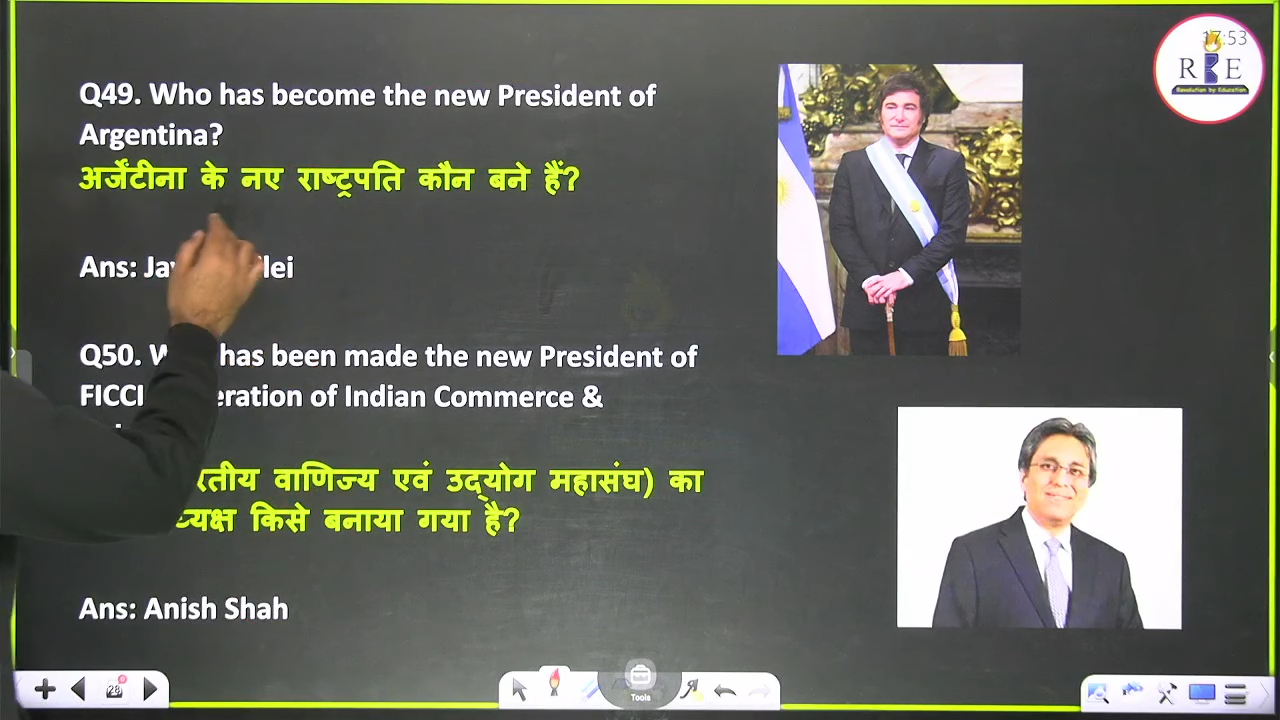 17:53
R E
Revolution by Education
Q49. Who has become the new President of
Argentina?
अर्जेंटीना के नए राष्ट्रपति कौन बने हैं?
Ans: lei
Q50. has been made the new President of
FICCI eration of Indian Commerce &
रतीय वाणिज्य एवं उद्योग महासंघ) का
ध्यक्ष किसे बनाया गया है?
Ans: Anish Shah
Tools